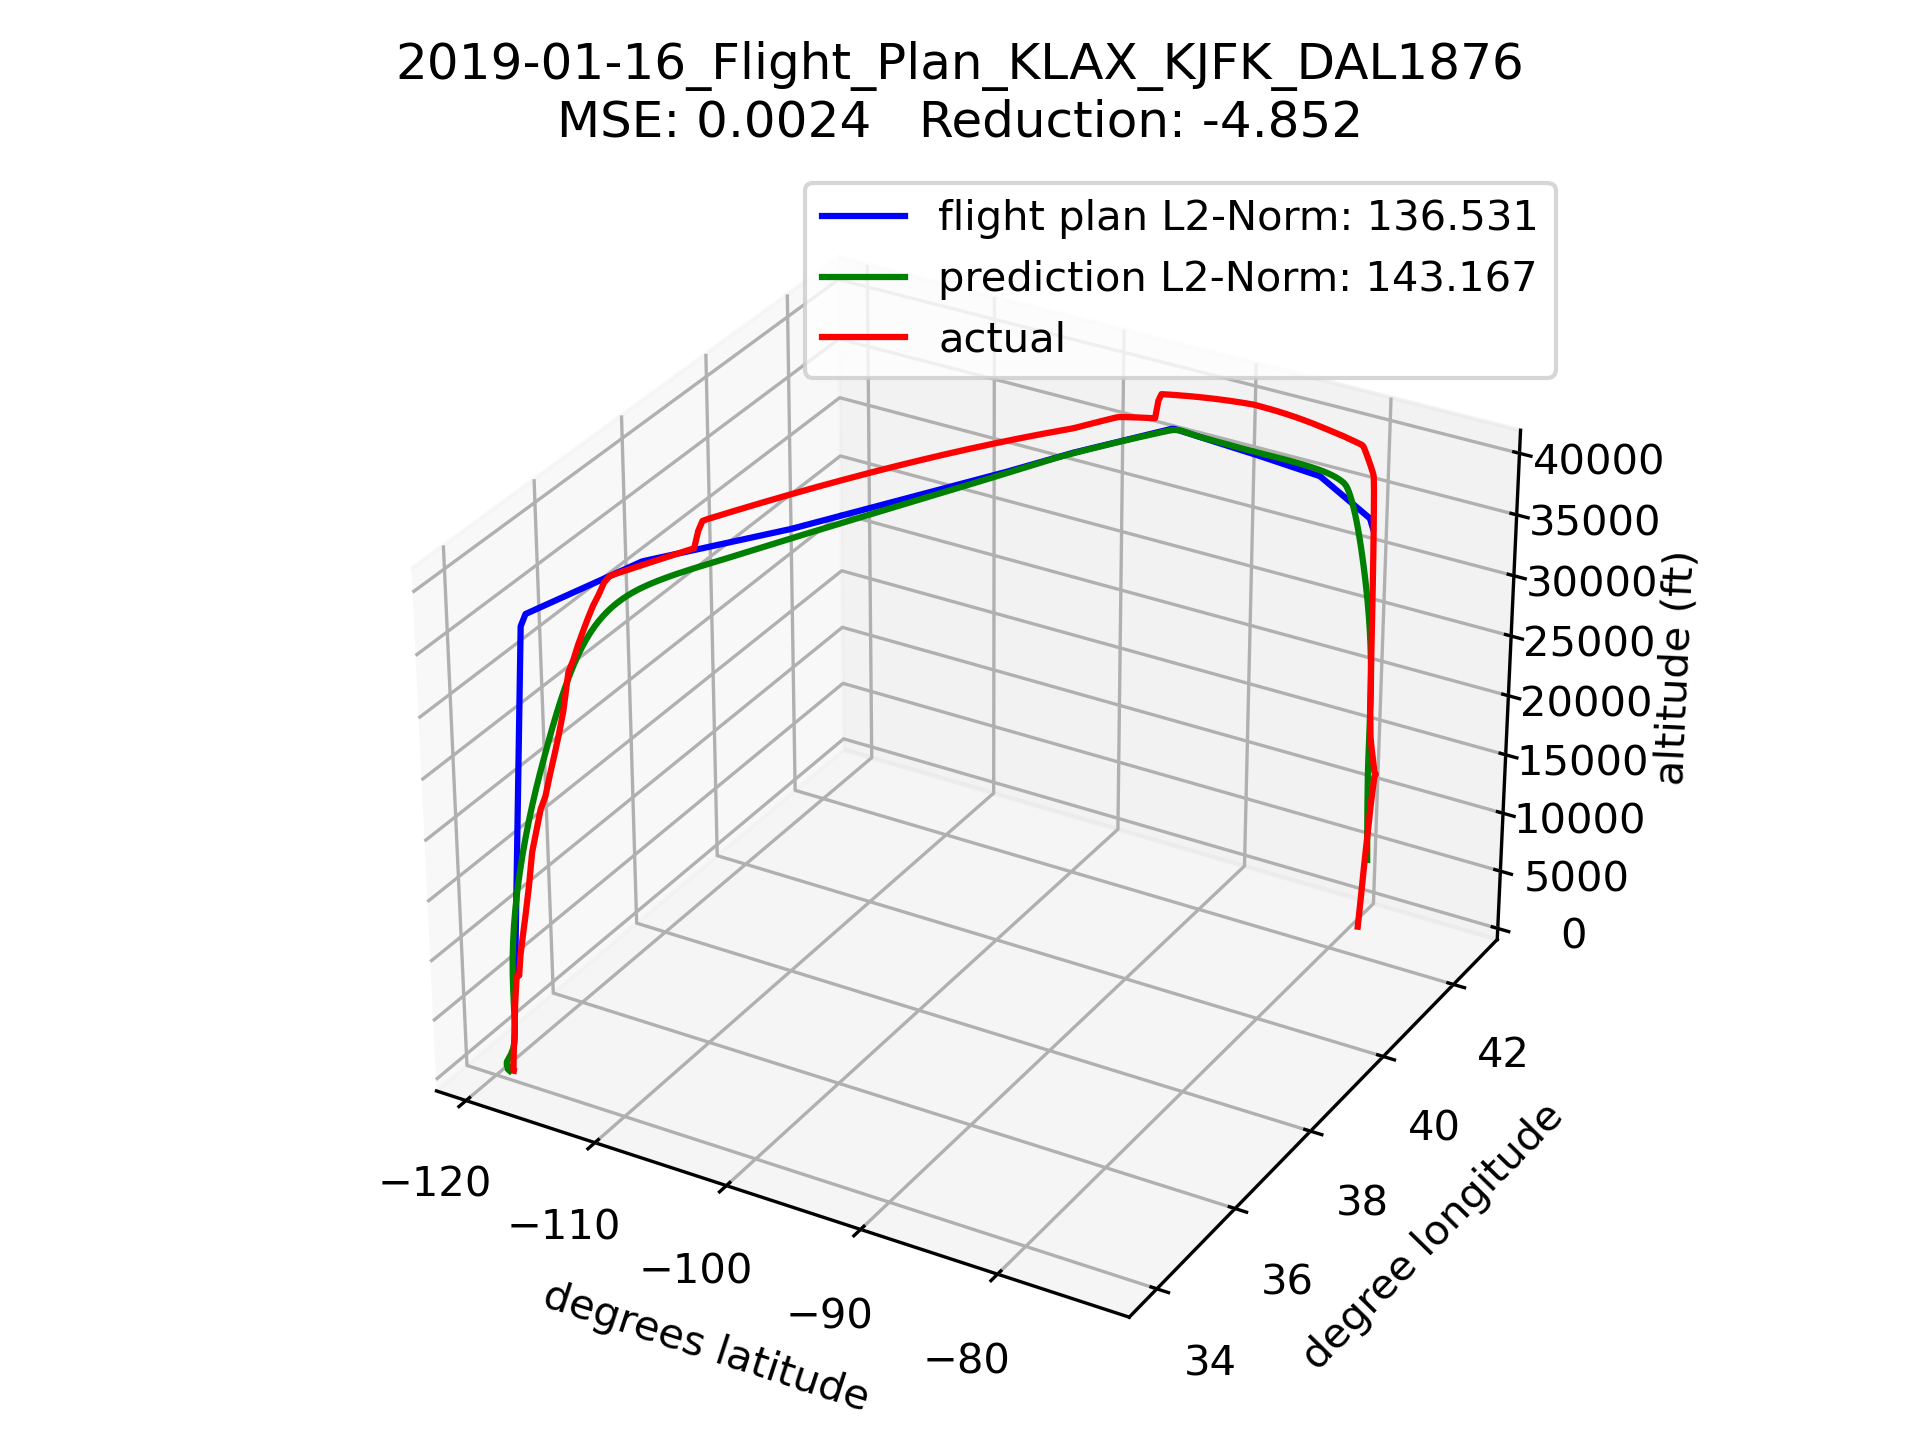 2019-01-16_Flight_Plan_KLAX_KJFK_DAL1876
MSE: 0.0024   Reduction: -4.852
flight plan L2-Norm: 136.531
prediction L2-Norm: 143.167
actual
40000
35000
30000
25000
20000
15000
10000
5000
0
altitude (ft)
−120
−110
−100
−90
−80
degrees latitude
42
40
38
36
34
degree longitude